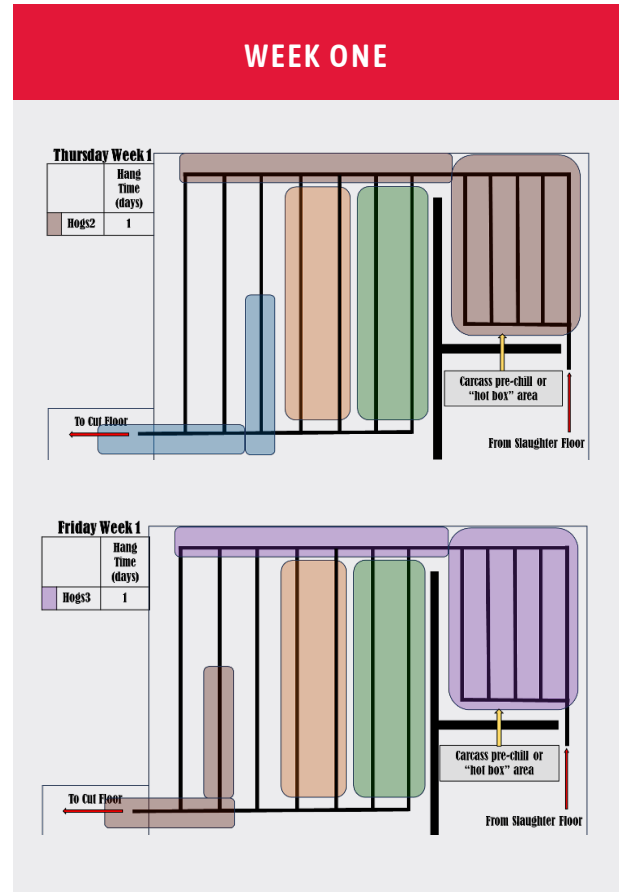 WEEK ONE
Thursday Week 1
Hang
Time
(days)
Hogs2 1
Carcass pre-chill or
“hot box” area
To Cut Floor
From Slaughter Floor
Friday Week 1
Hang
Time
(days)
Hogs3 1
Carcass pre-chill or
“hot box” area
To Cut Floor
From Slaughter Floor